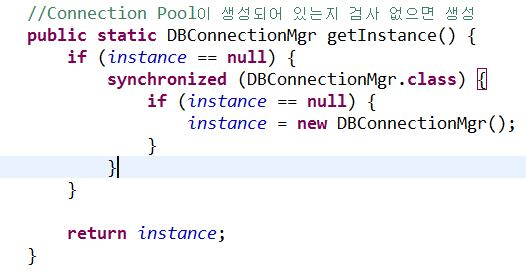 //Connection Pool이 생성되어 있는지 검사 없으면 생성
public static DBConnectionMgr getInstance() {
if (instance == null) {
synchronized (DBConnectionMgr.class) {
if (instance == null) {
instance = new DBConnectionMgr();
}
}
}
return instance;
}